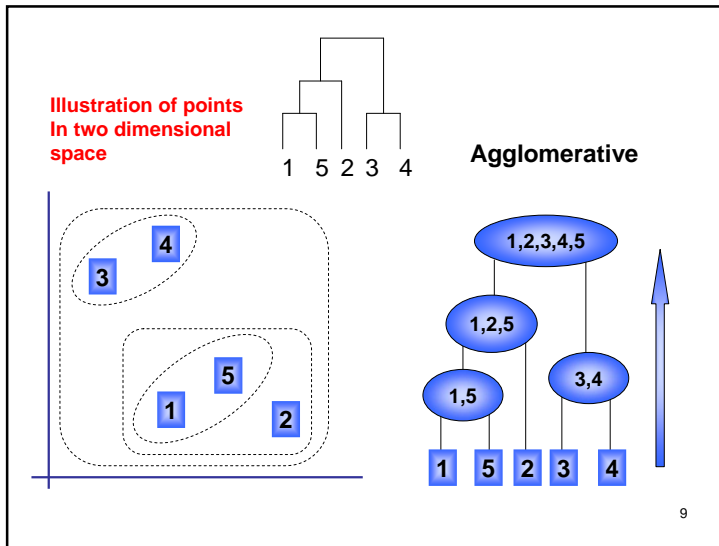 Illustration of points
In two dimensional
space
1 5 2 3 4
Agglomerative
4
3
5
1
2
1,2,3,4,5
1,2,5
3,4
1,5
1 5 2 3 4
9